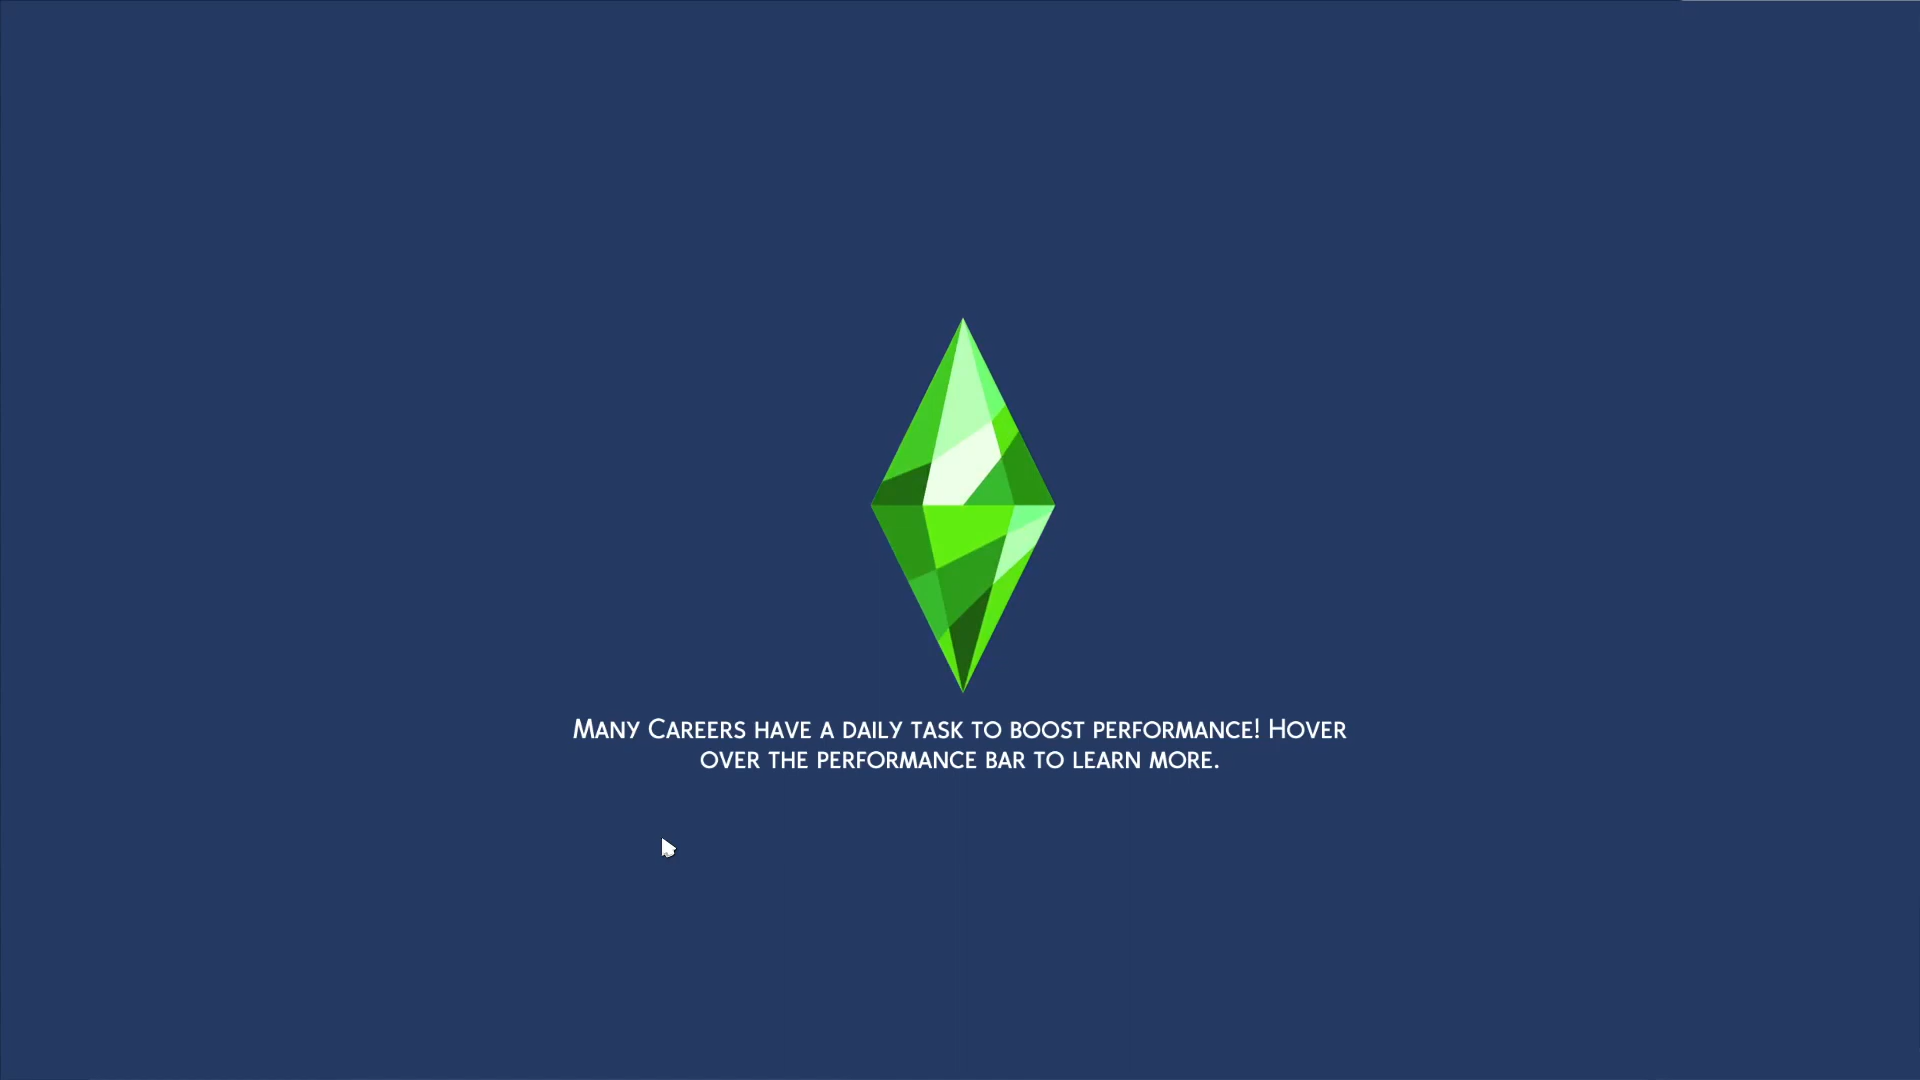 Many Careers have a daily task to boost performance! Hover
over the performance bar to learn more.